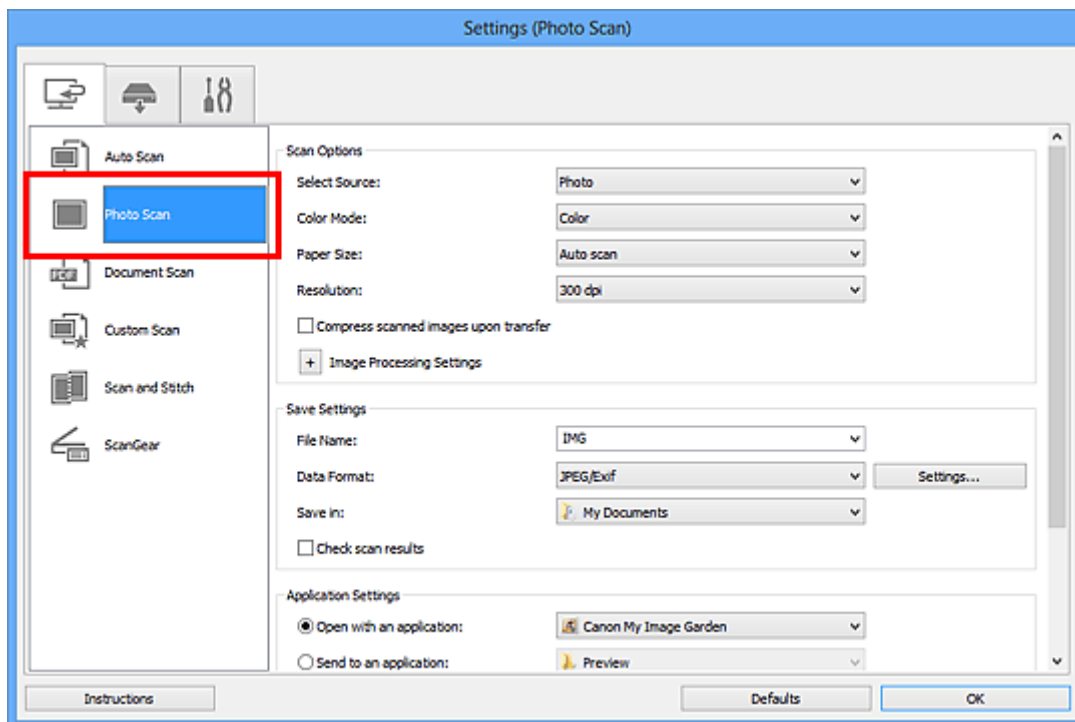 Settings (Photo Scan)
Auto Scan
Photo Scan
PDF
Document Scan
Custom Scan
Scan and Stitch
ScanGear
Scan Options
Select Source: Photo
Color Mode: Color
Paper Size: Auto scan
Resolution: 300 dpi
Compress scanned images upon transfer
+ Image Processing Settings
Save Settings
File Name: IMG
Data Format: JPEG/Exif Settings...
Save in: My Documents
Check scan results
Application Settings
Open with an application: Canon My Image Garden
Send to an application: Preview
Instructions Defaults OK